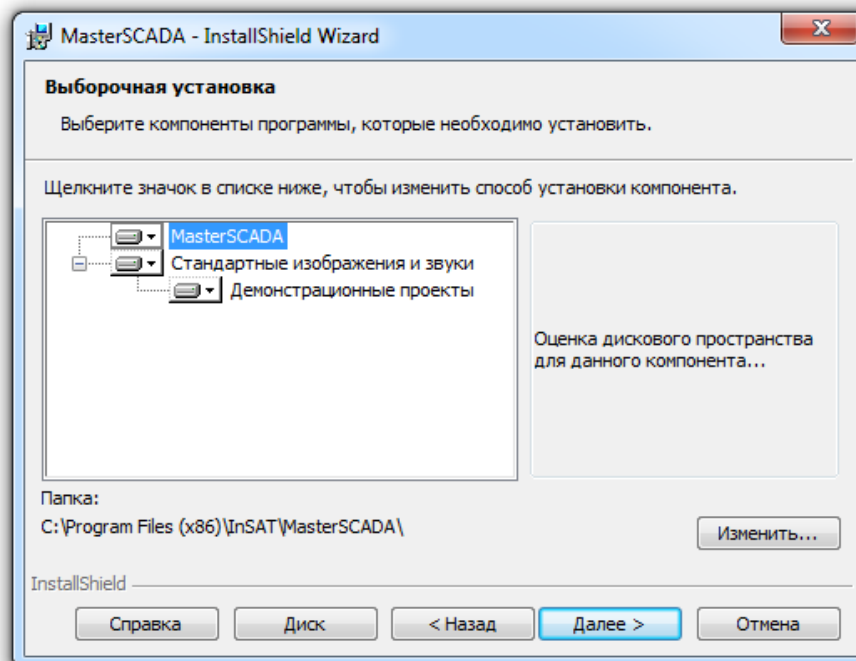 MasterSCADA - InstallShield Wizard
Выборочная установка
Выберите компоненты программы, которые необходимо установить.
Щелкните значок в списке ниже, чтобы изменить способ установки компонента.
MasterSCADA
Стандартные изображения и звуки
Демонстрационные проекты
Оценка дискового пространства
для данного компонента...
Папка:
C:\Program Files (x86)\InSAT\MasterSCADA\
Изменить...
InstallShield
Справка
Диск
< Назад
Далее >
Отмена